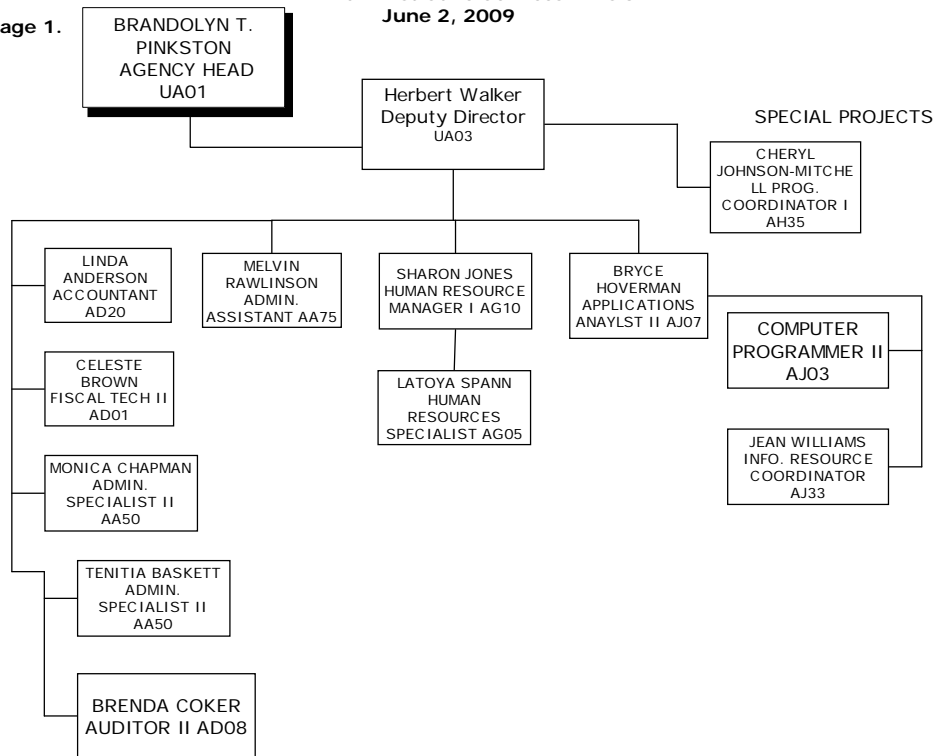 age 1.
June 2, 2009
BRANDOLYN T.
PINKSTON
AGENCY HEAD
UA01
Herbert Walker
Deputy Director
UA03
SPECIAL PROJECTS
CHERYL
JOHNSON-MITCHE
LL PROG.
COORDINATOR I
AH35
LINDA
ANDERSON
ACCOUNTANT
AD20
MELVIN
RAWLINSON
ADMIN.
ASSISTANT AA75
SHARON JONES
HUMAN RESOURCE
MANAGER I AG10
BRYCE
HOVERMAN
APPLICATIONS
ANAYLST II AJ07
COMPUTER
PROGRAMMER II
AJ03
CELESTE
BROWN
FISCAL TECH II
AD01
LATOYA SPANN
HUMAN
RESOURCES
SPECIALIST AG05
JEAN WILLIAMS
INFO. RESOURCE
COORDINATOR
AJ33
MONICA CHAPMAN
ADMIN.
SPECIALIST II
AA50
TENITIA BASKETT
ADMIN.
SPECIALIST II
AA50
BRENDA COKER
AUDITOR II AD08